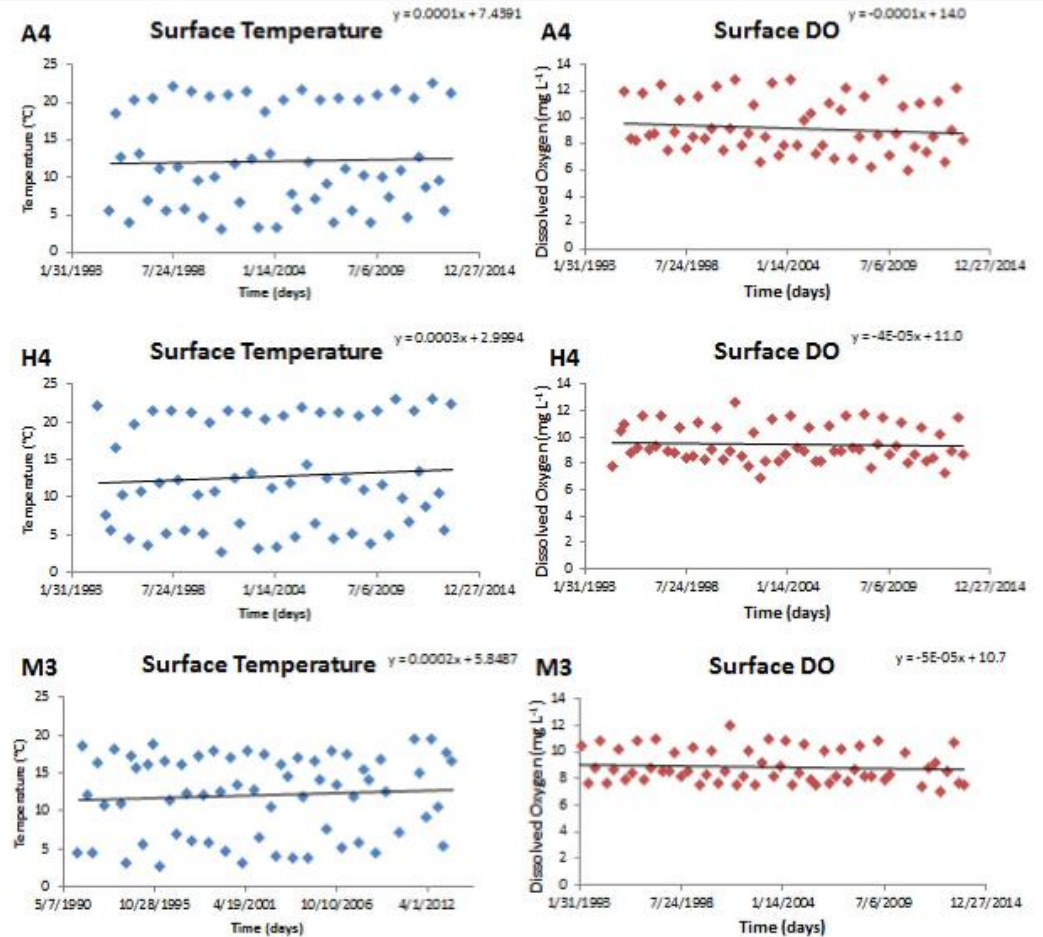 A4
Surface Temperature
y = 0.0001x + 7.4391
Temperature (°C)
25
20
15
10
5
0
1/31/1993
7/24/1998
1/14/2004
7/6/2009
12/27/2014
Time (days)
A4
Surface DO
y = -0.0001x + 14.0
Dissolved Oxygen (mg L-1)
14
12
10
8
6
4
2
0
1/31/1993
7/24/1998
1/14/2004
7/6/2009
12/27/2014
Time (days)
H4
Surface Temperature
y = 0.0003x + 2.9994
Temperature (°C)
25
20
15
10
5
0
1/31/1993
7/24/1998
1/14/2004
7/6/2009
12/27/2014
Time (days)
H4
Surface DO
y = -4E-05x + 11.0
Dissolved Oxygen (mg L-1)
14
12
10
8
6
4
2
0
1/31/1993
7/24/1998
1/14/2004
7/6/2009
12/27/2014
Time (days)
M3
Surface Temperature
y = 0.0002x + 5.8487
Temperature (°C)
25
20
15
10
5
0
5/7/1990
10/28/1995
4/19/2001
10/10/2006
4/1/2012
Time (days)
M3
Surface DO
y = -5E-05x + 10.7
Dissolved Oxygen (mg L-1)
14
12
10
8
6
4
2
0
1/31/1993
7/24/1998
1/14/2004
7/6/2009
12/27/2014
Time (days)